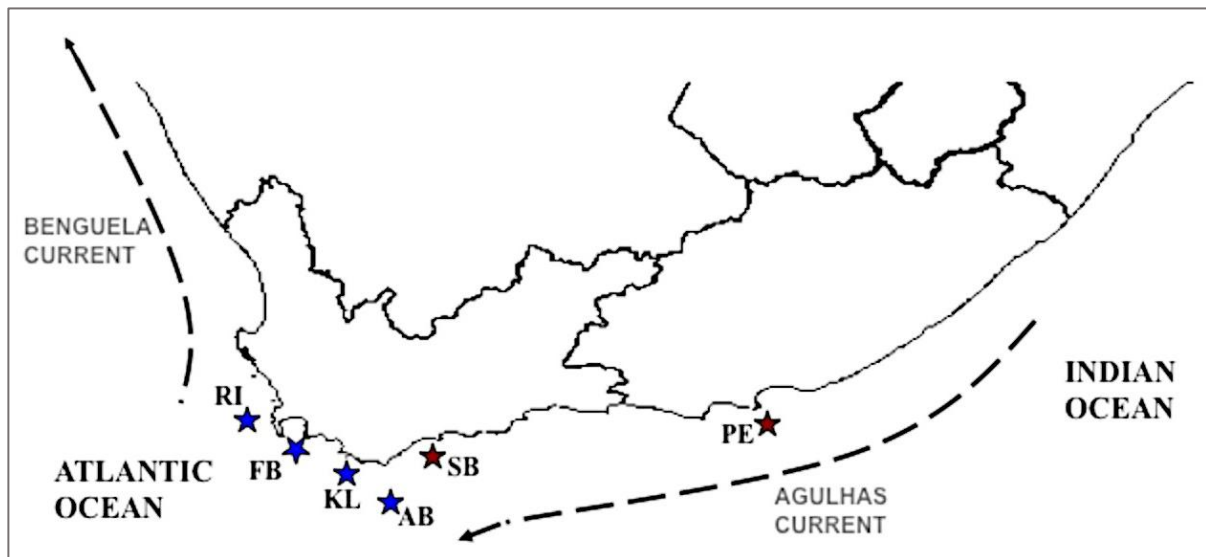 BENGUELA
CURRENT
RI
FB
KL
AB
SB
PE
ATLANTIC
OCEAN
INDIAN
OCEAN
AGULHAS
CURRENT